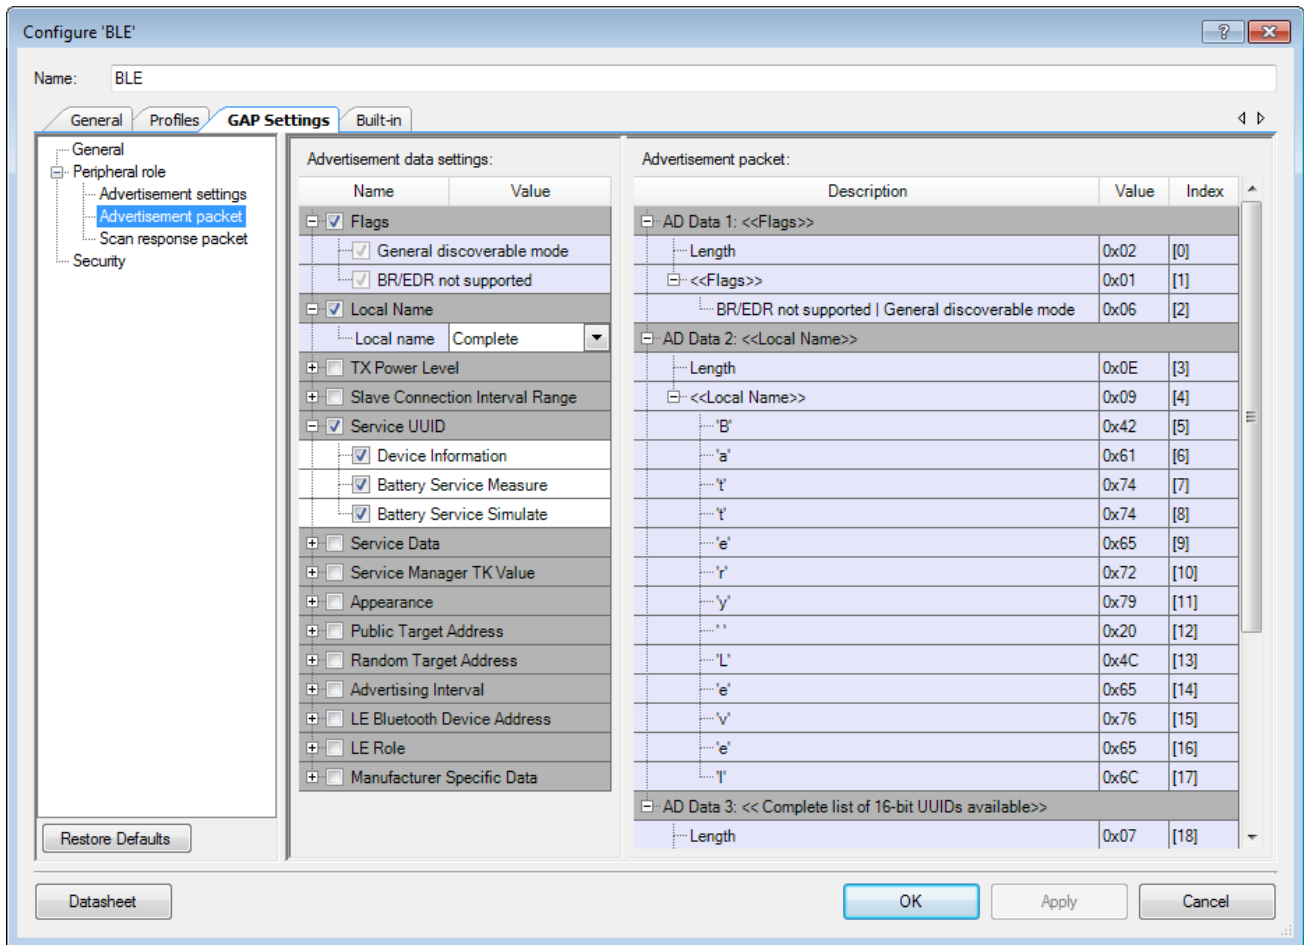 Configure 'BLE'
Name: BLE
General Profiles GAP Settings Built-in
General
Peripheral role
Advertisement settings
Advertisement packet
Scan response packet
Security
Restore Defaults
Advertisement data settings:
Name Value
Flags
General discoverable mode
BR/EDR not supported
Local Name
Local name Complete
TX Power Level
Slave Connection Interval Range
Service UUID
Device Information
Battery Service Measure
Battery Service Simulate
Service Data
Service Manager TK Value
Appearance
Public Target Address
Random Target Address
Advertising Interval
LE Bluetooth Device Address
LE Role
Manufacturer Specific Data
Advertisement packet:
Description Value Index
AD Data 1: <<Flags>>
Length 0x02 [0]
<<Flags>> 0x01 [1]
BR/EDR not supported | General discoverable mode 0x06 [2]
AD Data 2: <<Local Name>>
Length 0x0E [3]
<<Local Name>> 0x09 [4]
'B' 0x42 [5]
'a' 0x61 [6]
't' 0x74 [7]
't' 0x74 [8]
'e' 0x65 [9]
'r' 0x72 [10]
'y' 0x79 [11]
' ' 0x20 [12]
'L' 0x4C [13]
'e' 0x65 [14]
'v' 0x76 [15]
'e' 0x65 [16]
'l' 0x6C [17]
AD Data 3: << Complete list of 16-bit UUIDs available>>
Length 0x07 [18]
Datasheet OK Apply Cancel